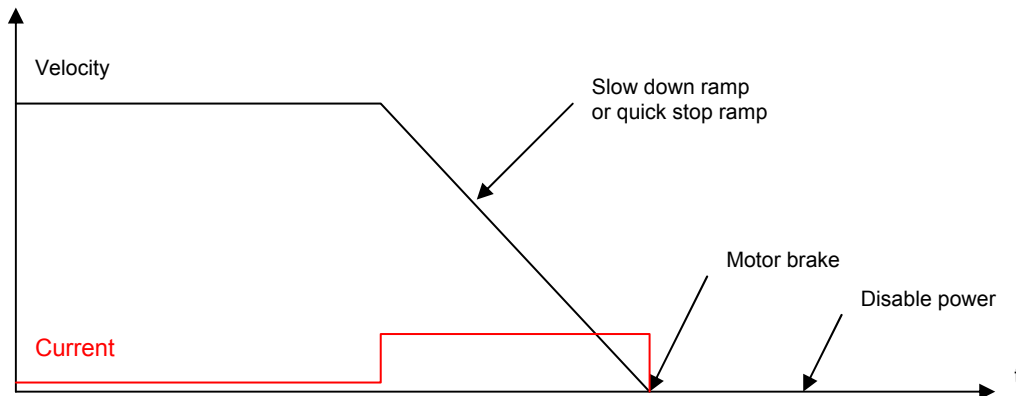 Velocity
Slow down ramp
or quick stop ramp
Motor brake
Disable power
Current
t